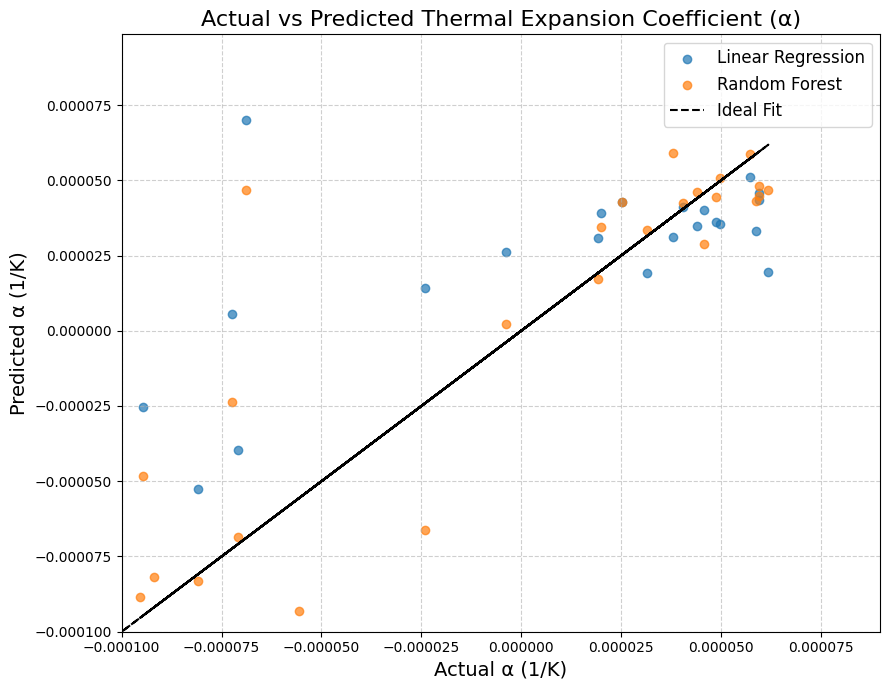 Actual vs Predicted Thermal Expansion Coefficient (α)
Linear Regression
Random Forest
Ideal Fit
Predicted α (1/K)
0.000075
0.000050
0.000025
0.000000
−0.000025
−0.000050
−0.000075
−0.000100
−0.000100
−0.000075
−0.000050
−0.000025
0.000000
0.000025
0.000050
0.000075
Actual α (1/K)